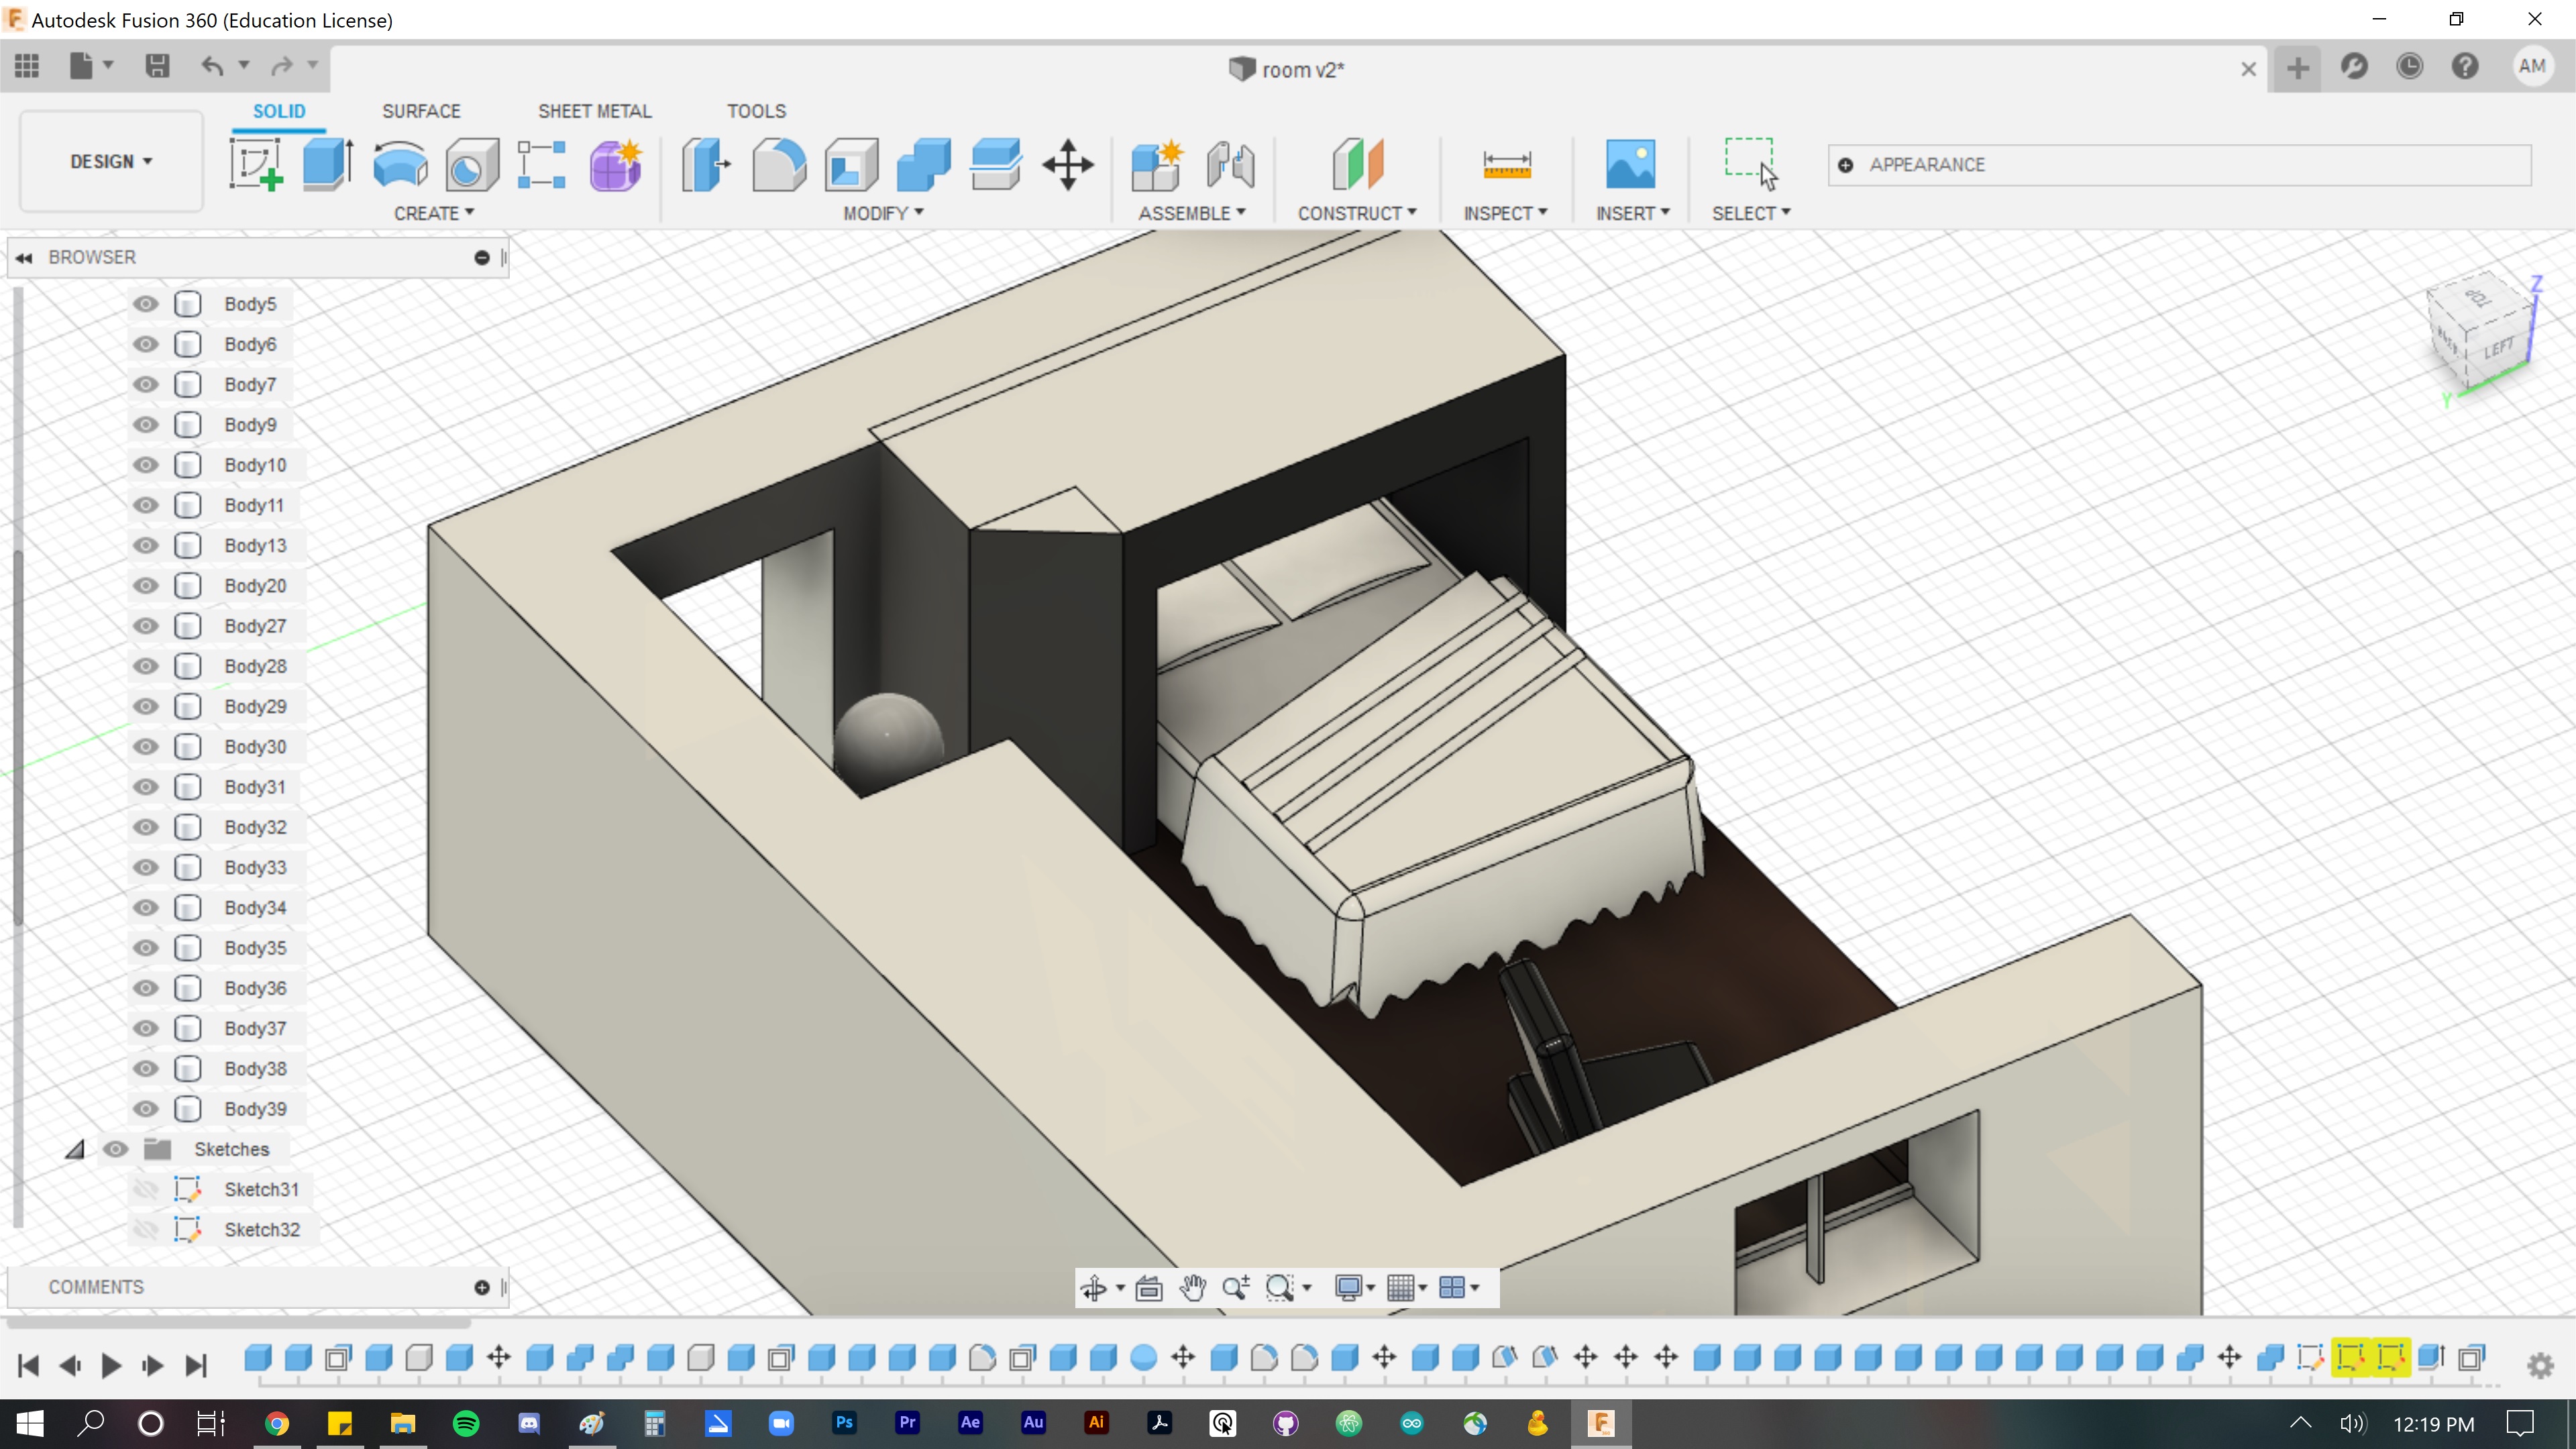 Autodesk Fusion 360 (Education License)
room v2*
AM
DESIGN
SOLID
SURFACE
SHEET METAL
TOOLS
CREATE
MODIFY
ASSEMBLE
CONSTRUCT
INSPECT
INSERT
SELECT
APPEARANCE
BROWSER
Body5
Body6
Body7
Body9
Body10
Body11
Body13
Body20
Body27
Body28
Body29
Body30
Body31
Body32
Body33
Body34
Body35
Body36
Body37
Body38
Body39
Sketches
Sketch31
Sketch32
COMMENTS
TOP
LEFT
Z
Y
Ps
Pr
Ae
Au
Ai
12:19 PM